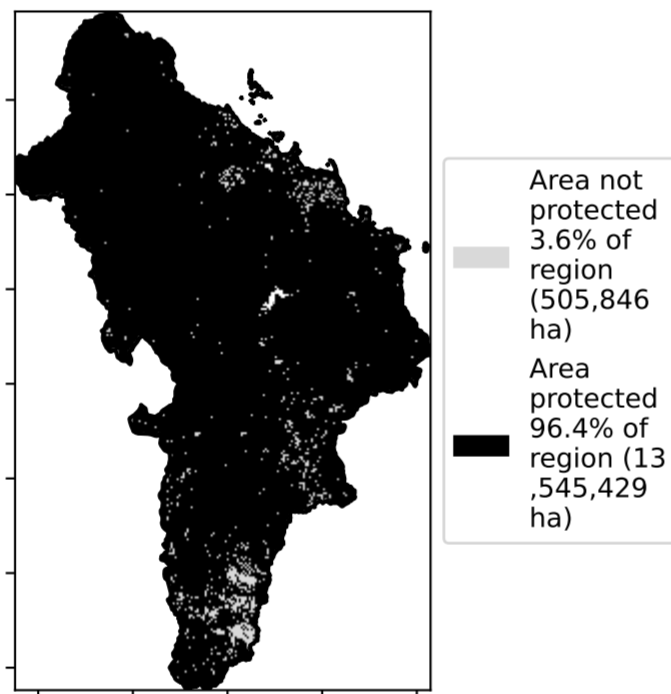 Area not
protected
3.6% of
region
(505,846
ha)
Area
protected
96.4% of
region (13
,545,429
ha)